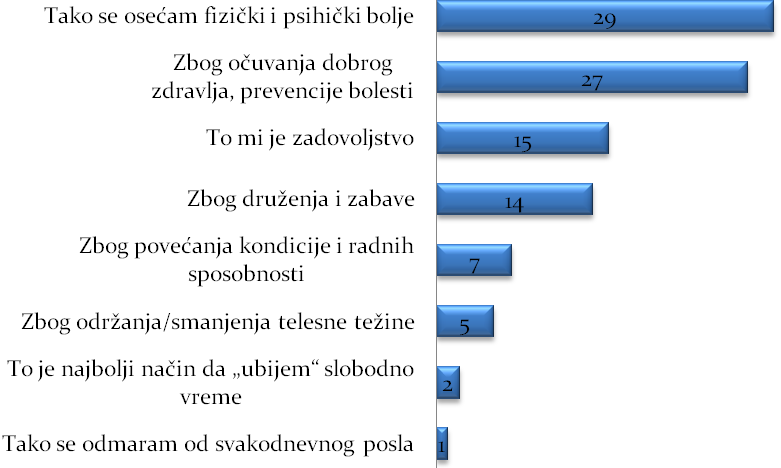 Tako se osećam fizički i psihički bolje
29
Zbog očuvanja dobrog
zdravlja, prevencije bolesti
27
To mi je zadovoljstvo
15
Zbog druženja i zabave
14
Zbog povećanja kondicije i radnih
sposobnosti
7
Zbog održanja/smanjenja telesne težine
5
To je najbolji način da „ubijem“ slobodno
vreme
2
Tako se odmaram od svakodnevnog posla
1